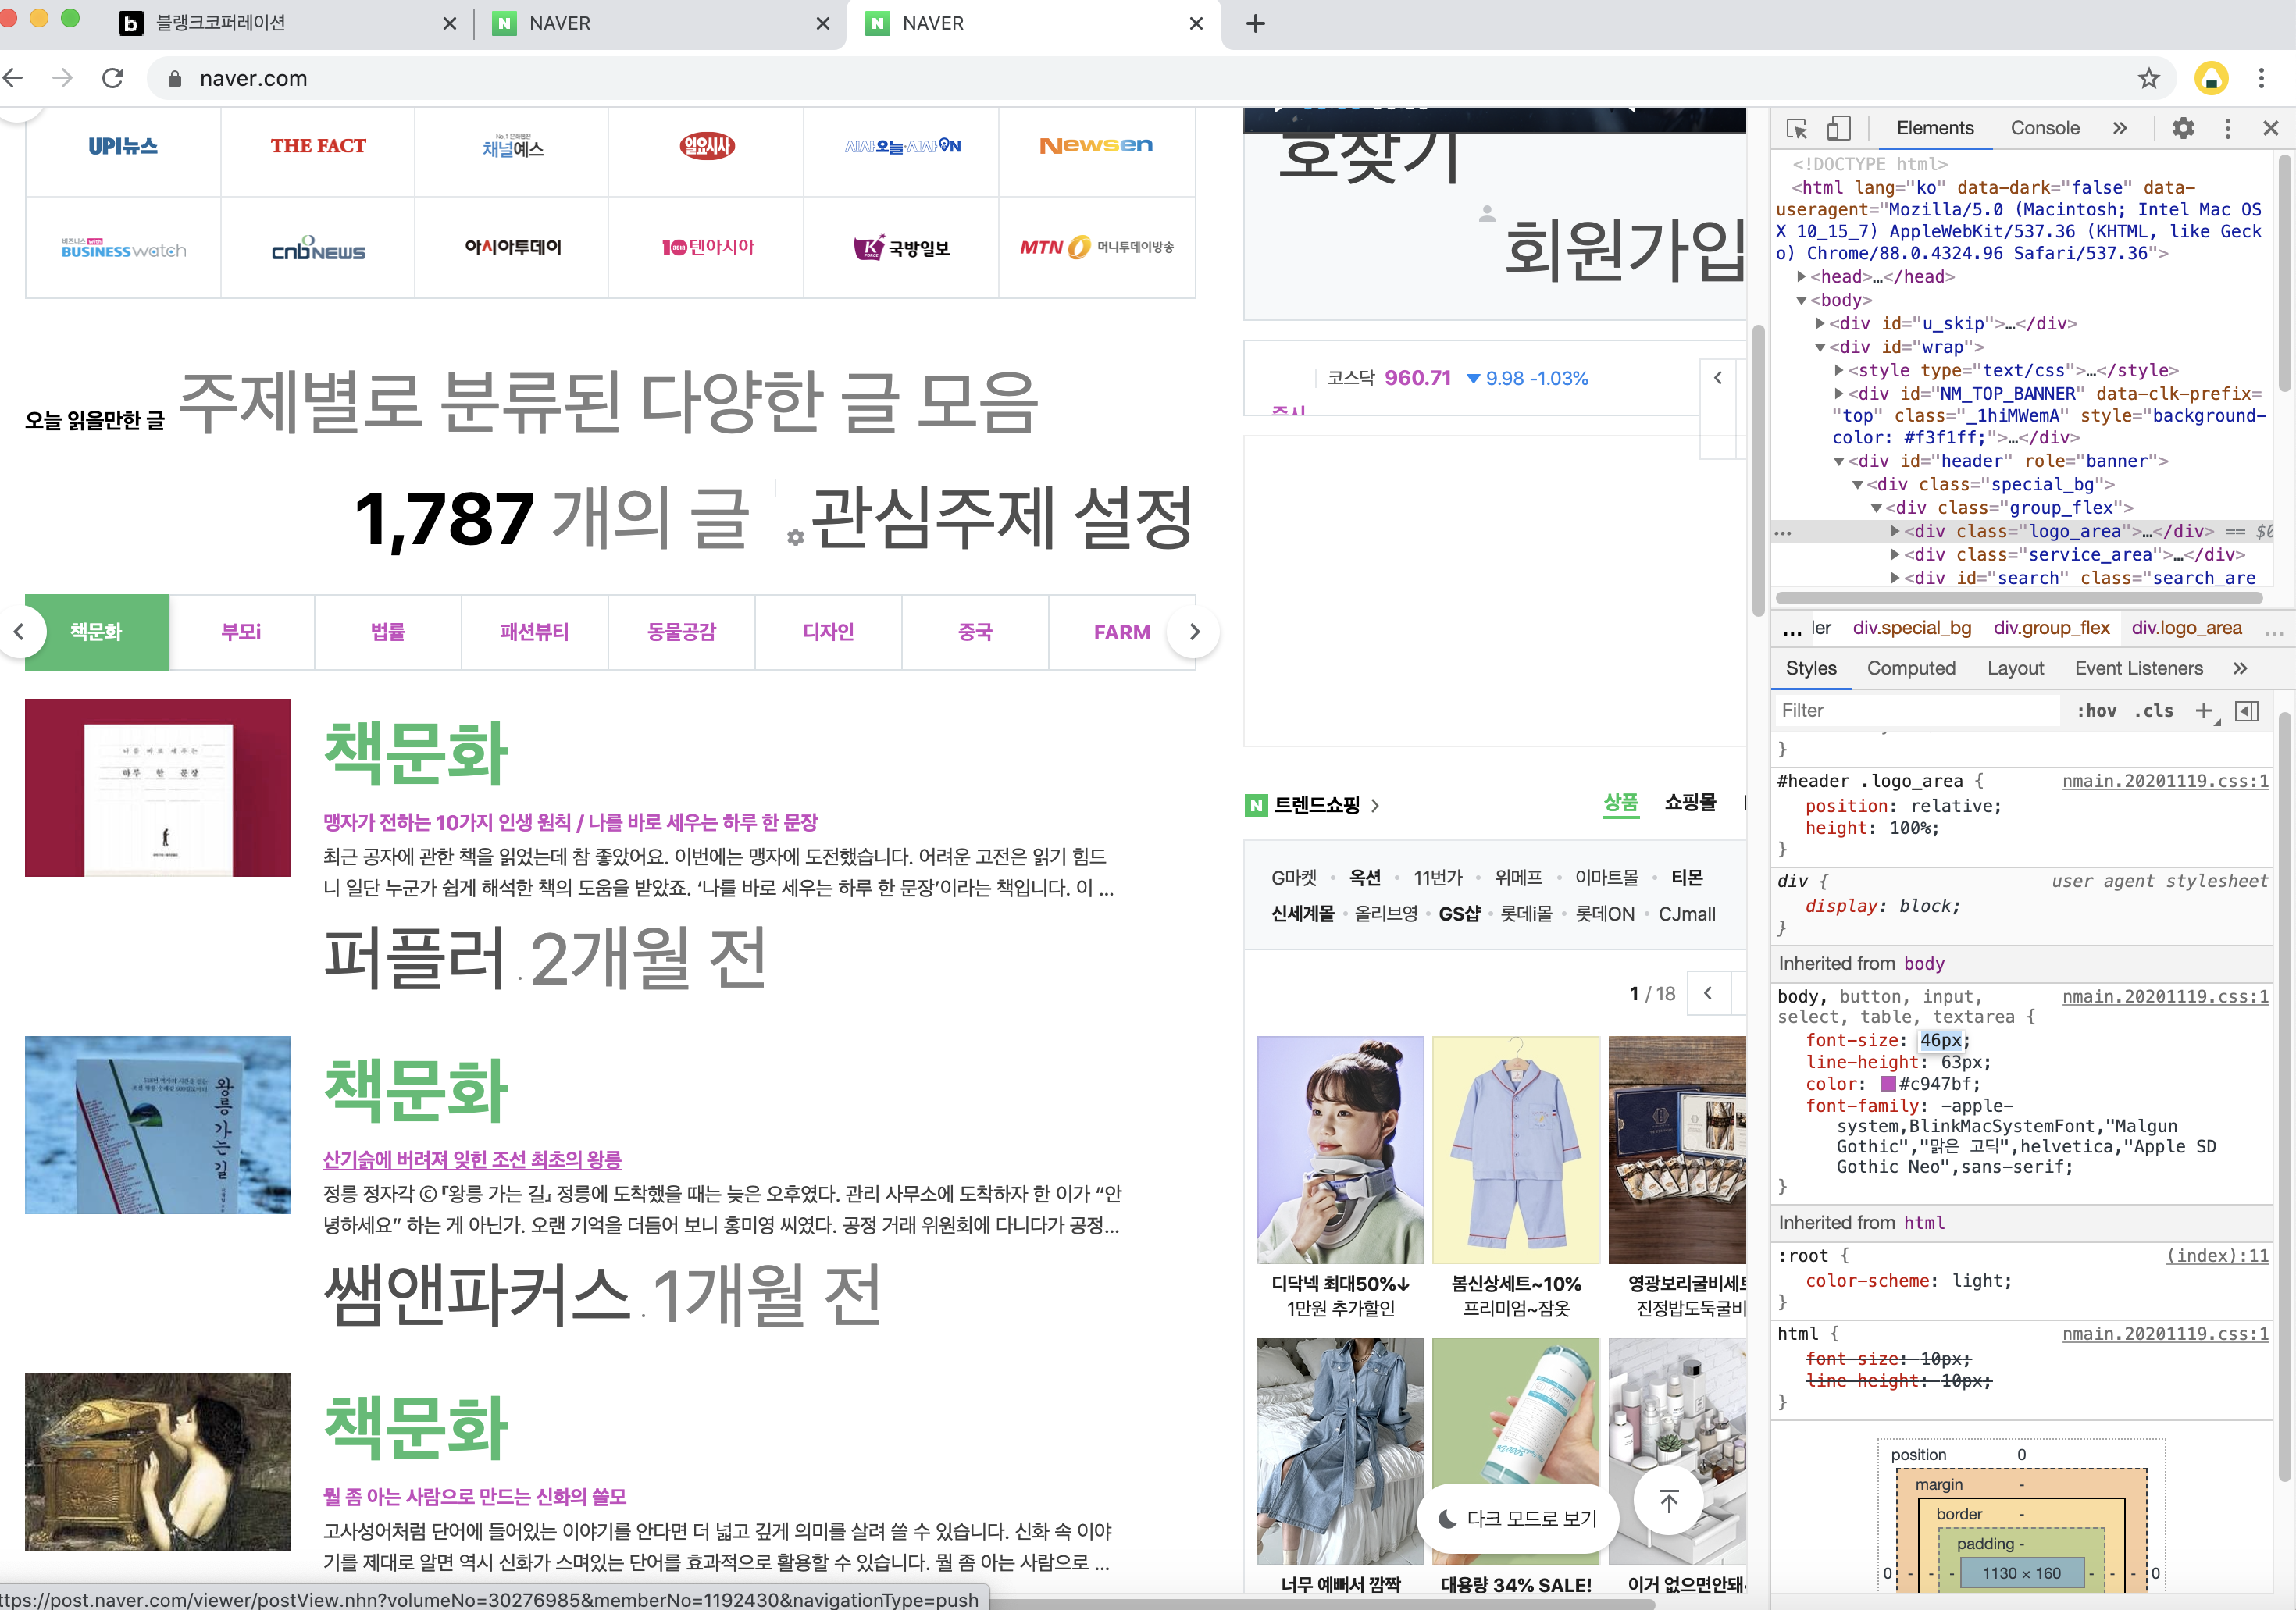 블랭크코퍼레이션
NAVER
NAVER
naver.com
UPI뉴스
THE FACT
No.1 문화웹진
채널예스
일요시사
시사오늘·시사ON
Newsen
비즈니스 with
BUSINESSwatch
cnbNEWS
아시아투데이
10 asia 텐아시아
K FORCE 국방일보
MTN 머니투데이방송
오늘 읽을만한 글 주제별로 분류된 다양한 글 모음
1,787 개의 글 관심주제 설정
책문화 부모i 법률 패션뷰티 동물공감 디자인 중국 FARM
나를 바로 세우는
하루 한 문장
책문화
맹자가 전하는 10가지 인생 원칙 / 나를 바로 세우는 하루 한 문장
최근 공자에 관한 책을 읽었는데 참 좋았어요. 이번에는 맹자에 도전했습니다. 어려운 고전은 읽기 힘드
니 일단 누군가 쉽게 해석한 책의 도움을 받았죠. ‘나를 바로 세우는 하루 한 문장’이라는 책입니다. 이 ...
퍼플러 . 2개월 전
왕릉 가는 길
책문화
산기슭에 버려져 잊힌 조선 최초의 왕릉
정릉 정자각 ⓒ『왕릉 가는 길』 정릉에 도착했을 때는 늦은 오후였다. 관리 사무소에 도착하자 한 이가 “안
녕하세요” 하는 게 아닌가. 오랜 기억을 더듬어 보니 홍미영 씨였다. 공정 거래 위원회에 다니다가 공정...
쌤앤파커스 . 1개월 전
책문화
뭘 좀 아는 사람으로 만드는 신화의 쓸모
고사성어처럼 단어에 들어있는 이야기를 안다면 더 넓고 깊게 의미를 살려 쓸 수 있습니다. 신화 속 이야
기를 제대로 알면 역시 신화가 스며있는 단어를 효과적으로 활용할 수 있습니다. 뭘 좀 아는 사람으로 ...
ttps://post.naver.com/viewer/postView.nhn?volumeNo=30276985&memberNo=1192430&navigationType=push
호찾기
회원가입
코스닥 960.71 ▼ 9.98 -1.03%
증시
N 트렌드쇼핑 >
상품 쇼핑몰
G마켓 • 옥션 • 11번가 • 위메프 • 이마트몰 • 티몬
신세계몰 • 올리브영 • GS샵 • 롯데i몰 • 롯데ON • CJmall
1 / 18
디닥넥 최대50%↓
1만원 추가할인
봄신상세트~10%
프리미엄~잠옷
영광보리굴비세트
진정밥도둑굴비
다크 모드로 보기
너무 예뻐서 깜짝
대용량 34% SALE!
이거 없으면안돼
Elements Console »
<!DOCTYPE html>
<html lang="ko" data-dark="false" data-
useragent="Mozilla/5.0 (Macintosh; Intel Mac OS
X 10_15_7) AppleWebKit/537.36 (KHTML, like Geck
o) Chrome/88.0.4324.96 Safari/537.36">
▶<head>…</head>
▼<body>
▶<div id="u_skip">…</div>
▼<div id="wrap">
▶<style type="text/css">…</style>
▶<div id="NM_TOP_BANNER" data-clk-prefix=
"top" class="_1hiMWemA" style="background-
color: #f3f1ff;">…</div>
▼<div id="header" role="banner">
▼<div class="special_bg">
▼<div class="group_flex">
… ▶<div class="logo_area">…</div> == $0
▶<div class="service_area">…</div>
▶<div id="search" class="search_are
… ler div.special_bg div.group_flex div.logo_area …
Styles Computed Layout Event Listeners »
Filter :hov .cls +
}
#header .logo_area { nmain.20201119.css:1
position: relative;
height: 100%;
}
div { user agent stylesheet
display: block;
}
Inherited from body
body, button, input, nmain.20201119.css:1
select, table, textarea {
font-size: 46px;
line-height: 63px;
color: #c947bf;
font-family: -apple-
system,BlinkMacSystemFont,"Malgun
Gothic","맑은 고딕",helvetica,"Apple SD
Gothic Neo",sans-serif;
}
Inherited from html
:root { (index):11
color-scheme: light;
}
html { nmain.20201119.css:1
font-size: 10px;
line-height: 10px;
}
position 0
margin -
border -
padding -
0 - - - 1130 × 160 - - - 0